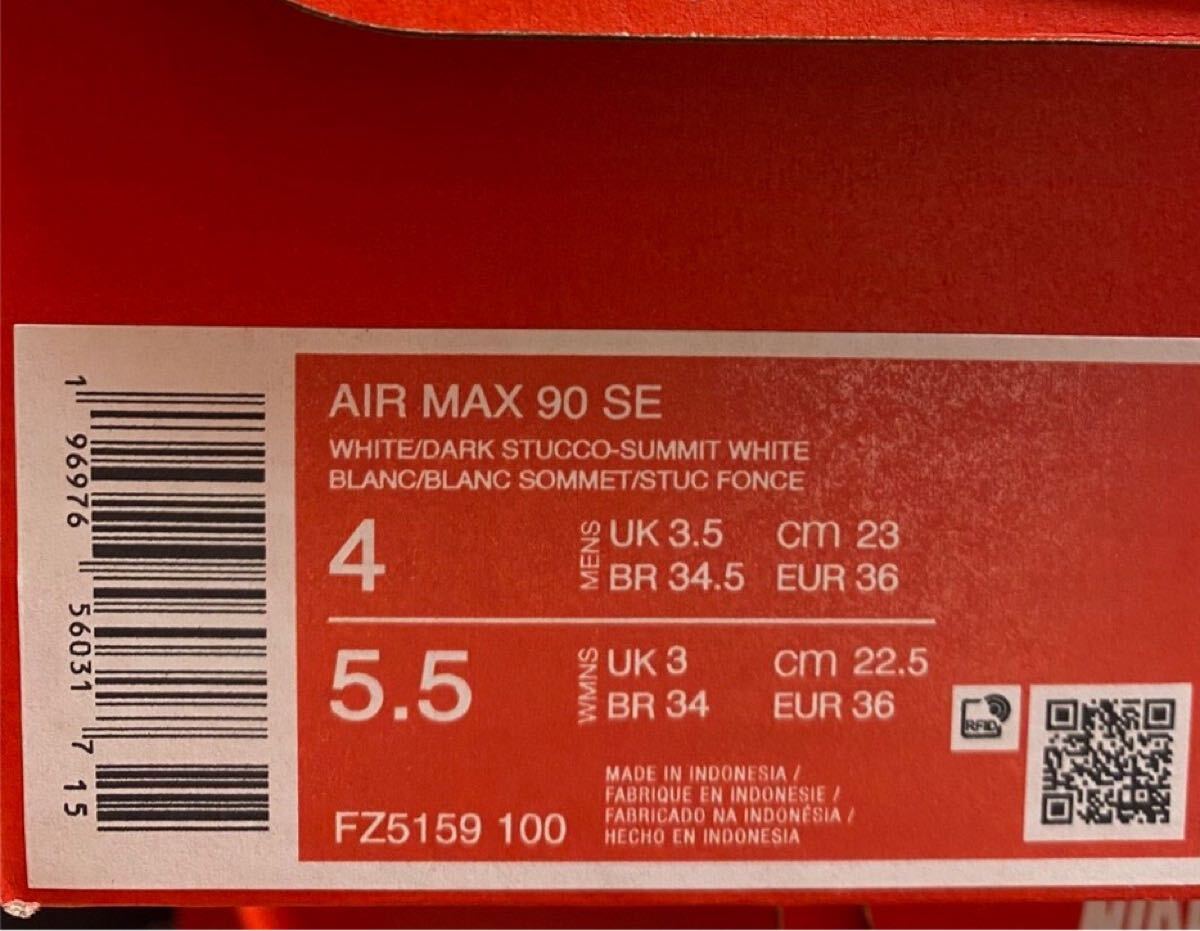 AIR MAX 90 SE
WHITE/DARK STUCCO-SUMMIT WHITE
BLANC/BLANC SOMMET/STUC FONCE
4 MENS UK 3.5 cm 23
BR 34.5 EUR 36
5.5 WMNS UK 3 cm 22.5
BR 34 EUR 36
MADE IN INDONESIA /
FABRIQUE EN INDONESIE /
FABRICADO NA INDONÉSIA /
HECHO EN INDONESIA
FZ5159 100
RFID
1 96976 56031 7 15